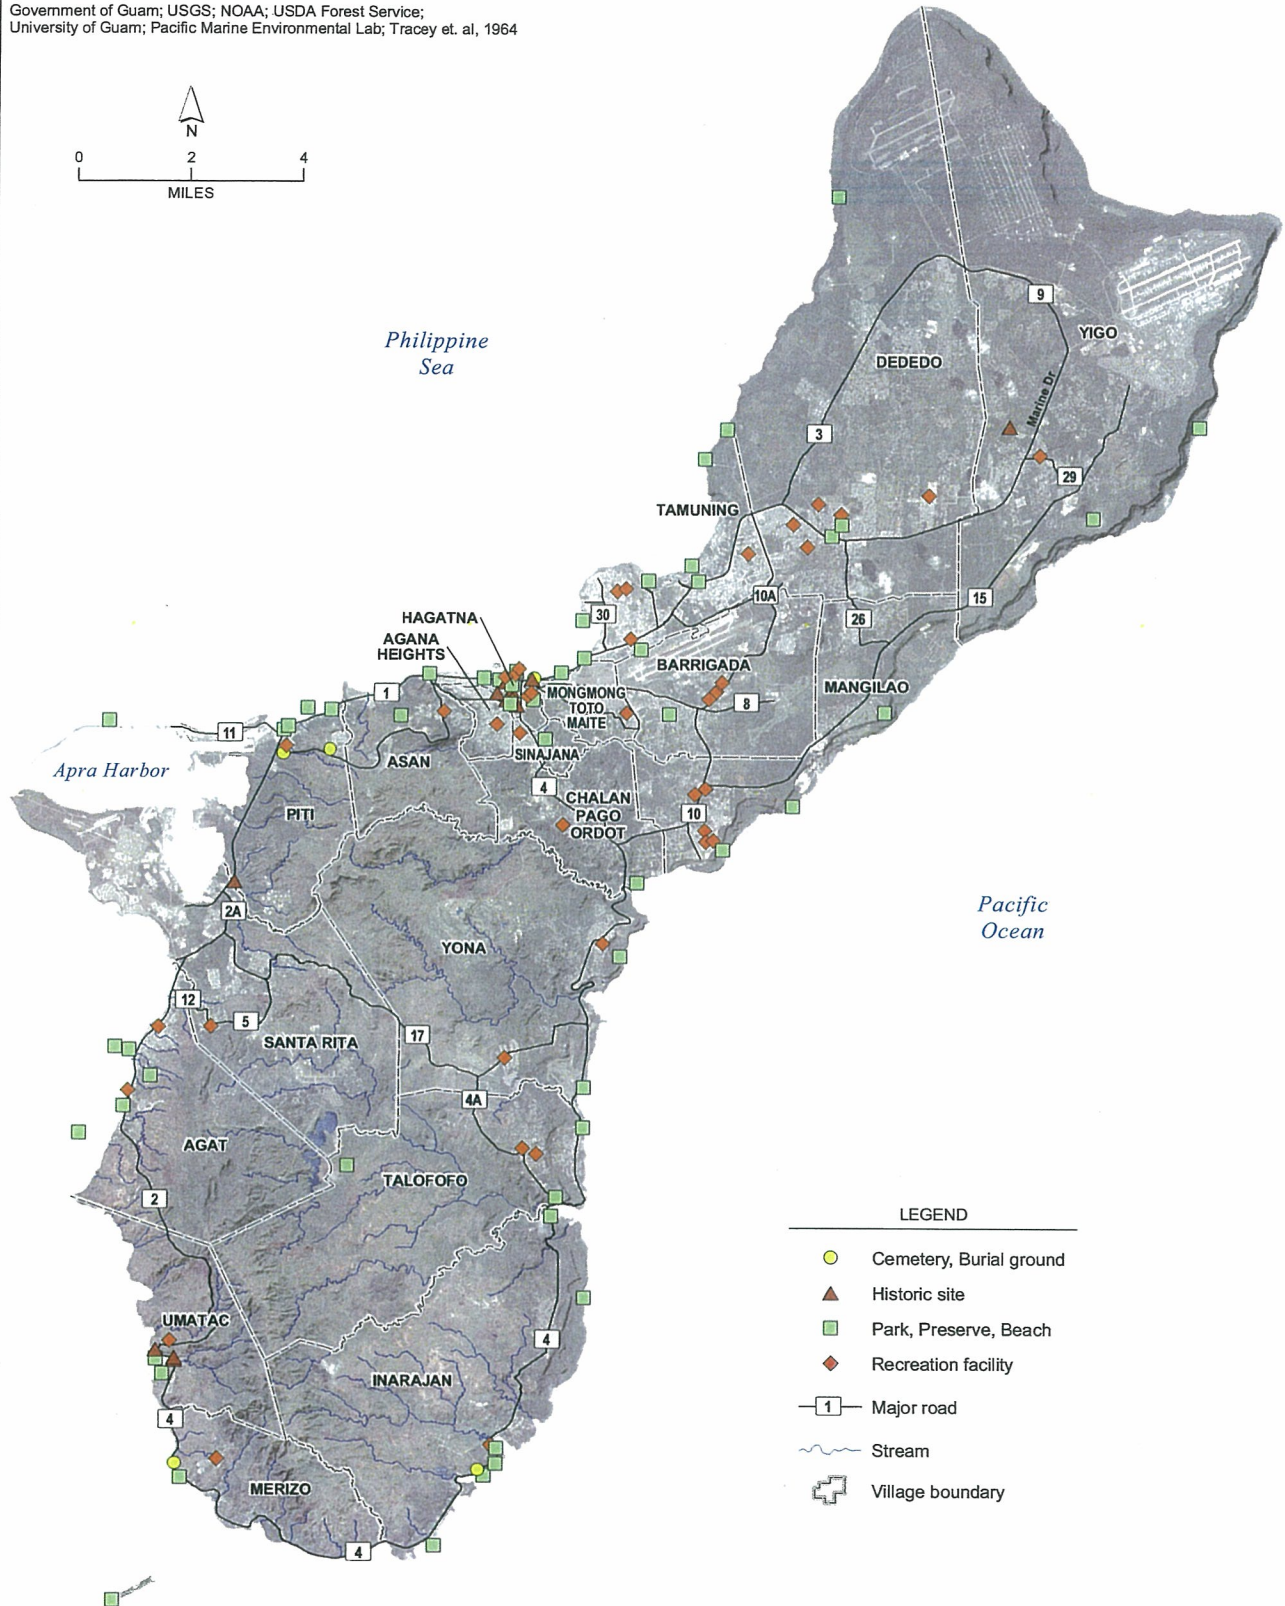 Government of Guam; USGS; NOAA; USDA Forest Service;
University of Guam; Pacific Marine Environmental Lab; Tracey et. al, 1964
N
0 2 4
MILES
Philippine
Sea
9
YIGO
DEDEDO
Marine Dr
3
29
TAMUNING
10A
15
30
26
HAGATNA
AGANA
HEIGHTS
BARRIGADA
MANGILAO
1
MONGMONG
TOTO
MAITE
8
11
SINAJANA
ASAN
Apra Harbor
4
CHALAN
PAGO
ORDOT
10
PITI
2A
Pacific
Ocean
YONA
12
5
SANTA RITA
17
4A
AGAT
TALOFOFO
2
UMATAC
4
INARAJAN
4
MERIZO
4
LEGEND
Cemetery, Burial ground
Historic site
Park, Preserve, Beach
Recreation facility
1 Major road
Stream
Village boundary